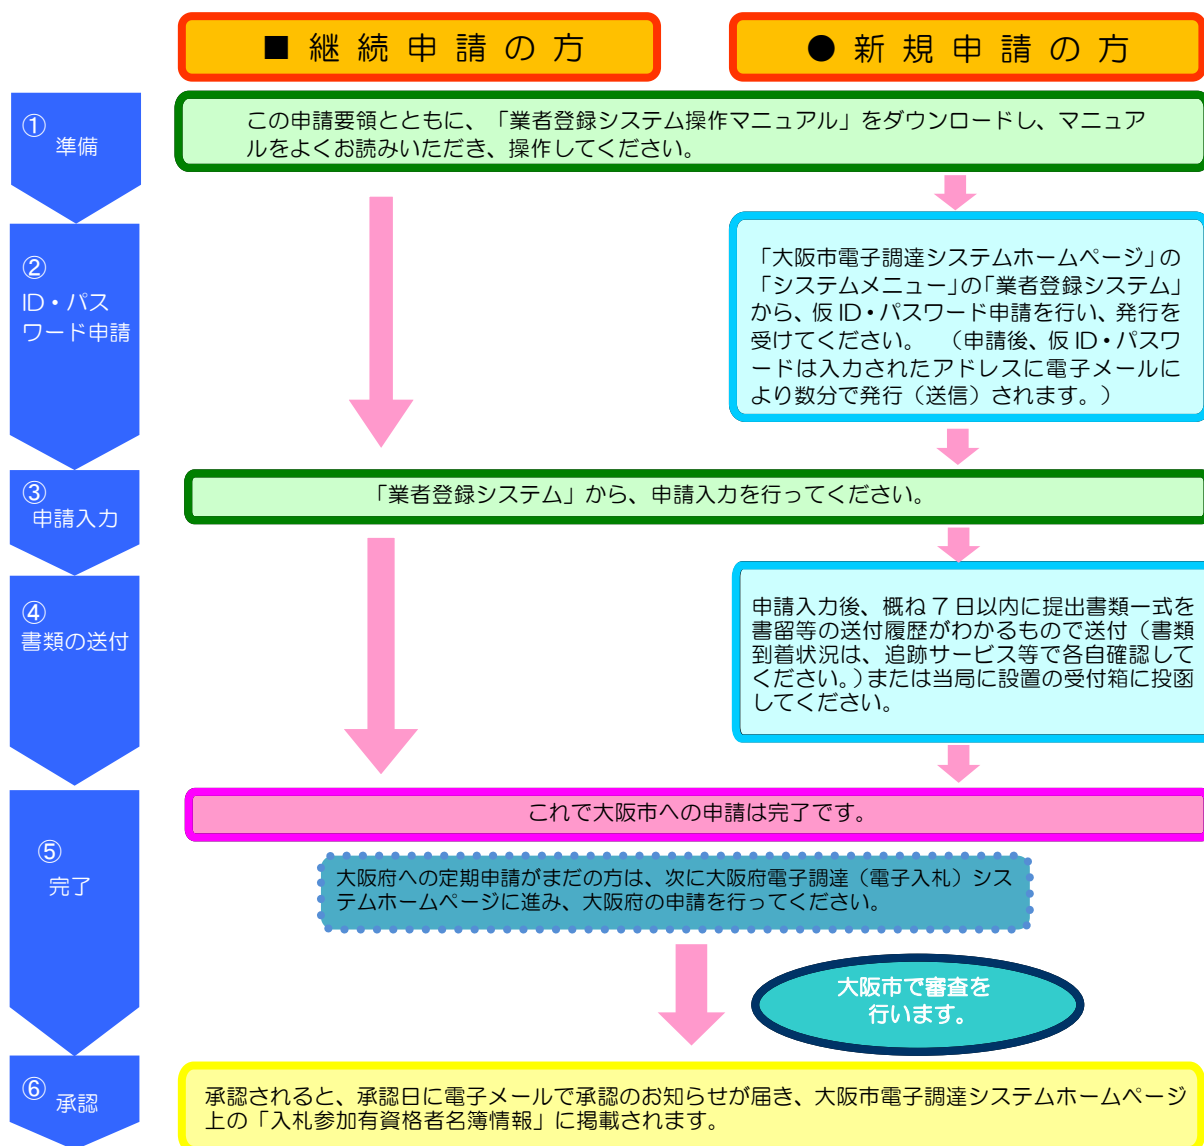 ■ 継 続 申 請 の 方
● 新 規 申 請 の 方
①
準備
この申請要領とともに、「業者登録システム操作マニュアル」をダウンロードし、マニュア
ルをよくお読みいただき、操作してください。
②
ID・パス
ワード申請
「大阪市電子調達システムホームページ」の
「システムメニュー」の「業者登録システム」
から、仮 ID・パスワード申請を行い、発行を
受けてください。 （申請後、仮 ID・パスワ
ードは入力されたアドレスに電子メールに
より数分で発行（送信）されます。）
③
申請入力
「業者登録システム」から、申請入力を行ってください。
④
書類の送付
申請入力後、概ね 7 日以内に提出書類一式を
書留等の送付履歴がわかるもので送付（書類
到着状況は、追跡サービス等で各自確認して
ください。）または当局に設置の受付箱に投函
してください。
⑤
完了
これで大阪市への申請は完了です。
大阪府への定期申請がまだの方は、次に大阪府電子調達（電子入札）シス
テムホームページに進み、大阪府の申請を行ってください。
大阪市で審査を
行います。
⑥
承認
承認されると、承認日に電子メールで承認のお知らせが届き、大阪市電子調達システムホームページ
上の「入札参加有資格者名簿情報」に掲載されます。